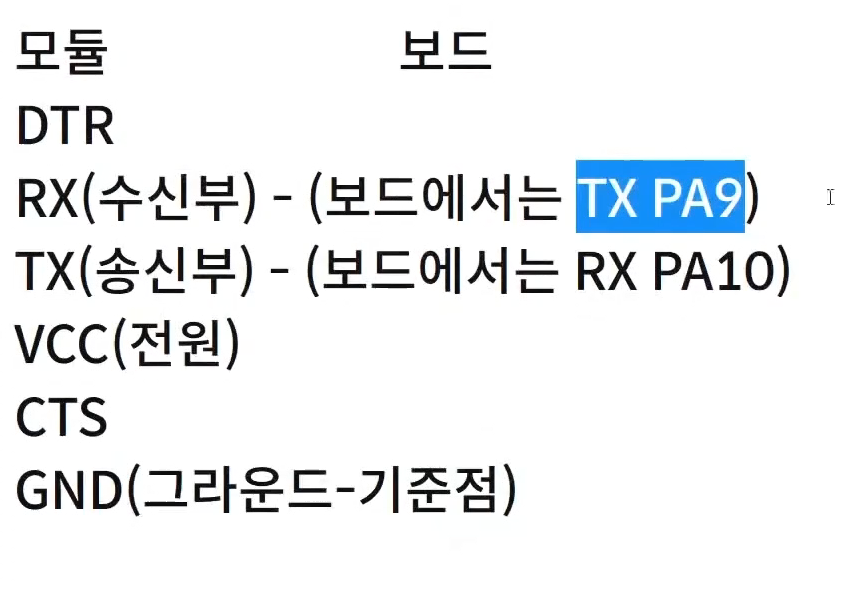 모듈 보드
DTR
RX(수신부) - (보드에서는 TX PA9)
TX(송신부) - (보드에서는 RX PA10)
VCC(전원)
CTS
GND(그라운드-기준점)